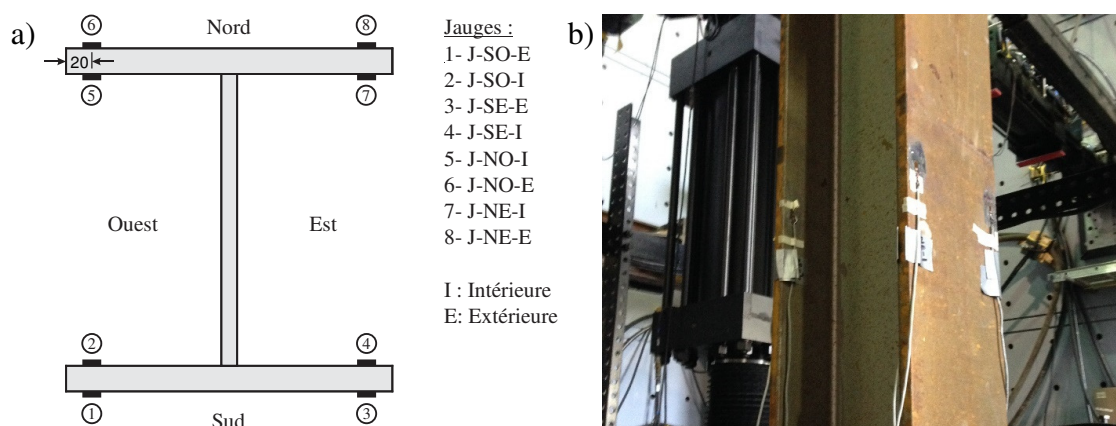 a)
6
8
Nord
20
5
7
Ouest
Est
2
4
1
3
Sud
Jauges :
1- J-SO-E
2- J-SO-I
3- J-SE-E
4- J-SE-I
5- J-NO-I
6- J-NO-E
7- J-NE-I
8- J-NE-E
I : Intérieure
E: Extérieure
b)